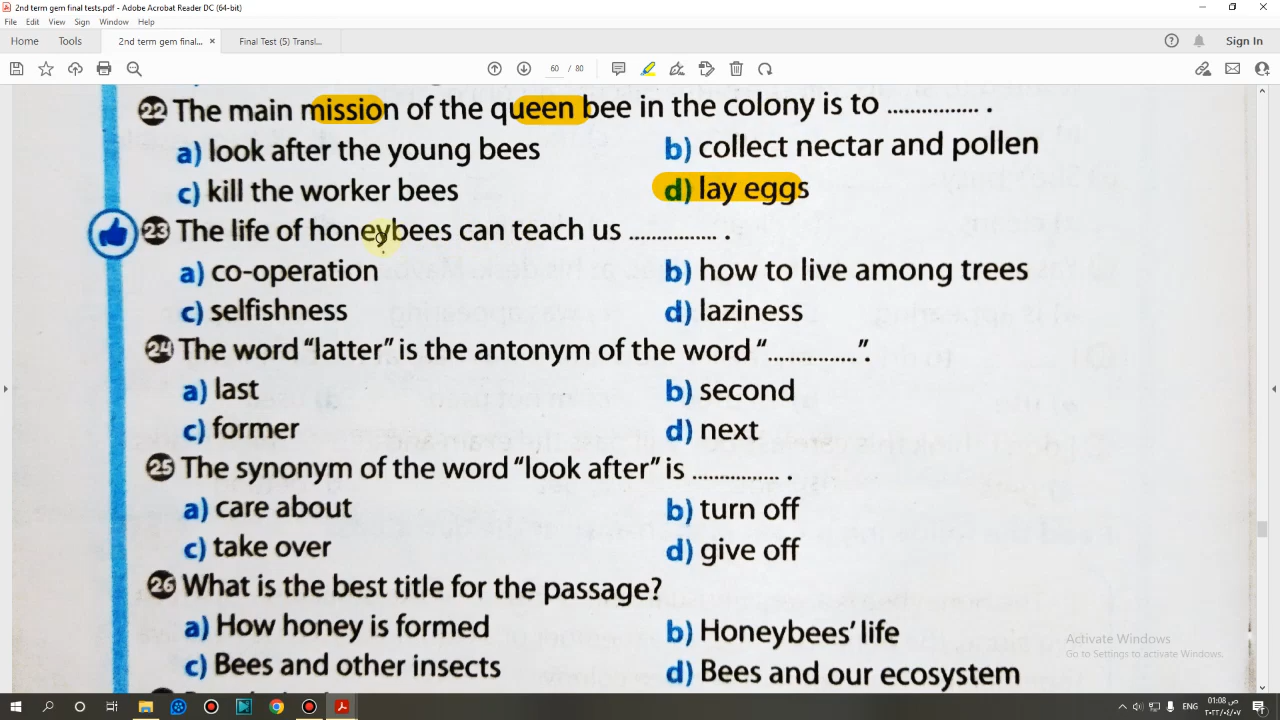 2nd term gem final tests.pdf - Adobe Acrobat Reader DC (64-bit)
File Edit View Sign Window Help
Home Tools 2nd term gem final... × Final Test (5) Transl... Sign In
60 / 80
22 The main mission of the queen bee in the colony is to ................ .
a) look after the young bees b) collect nectar and pollen
c) kill the worker bees d) lay eggs
23 The life of honeybees can teach us ............... .
a) co-operation b) how to live among trees
c) selfishness d) laziness
24 The word “latter” is the antonym of the word “...............”.
a) last b) second
c) former d) next
25 The synonym of the word “look after” is ............... .
a) care about b) turn off
c) take over d) give off
26 What is the best title for the passage?
a) How honey is formed b) Honeybees’ life
c) Bees and other insects d) Bees and our ecosystem
Activate Windows
Go to Settings to activate Windows.
ENG 01:08 ص
٢٠٢٢/٠٤/٠٧